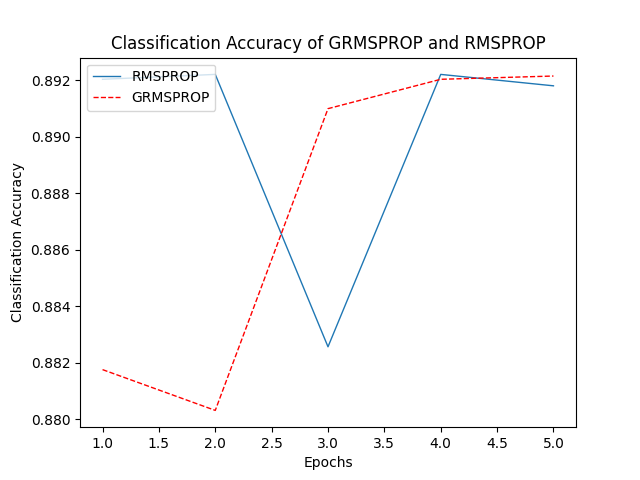 Classification Accuracy of GRMSPROP and RMSPROP
RMSPROP
GRMSPROP
Classification Accuracy
0.892
0.890
0.888
0.886
0.884
0.882
0.880
1.0 1.5 2.0 2.5 3.0 3.5 4.0 4.5 5.0
Epochs